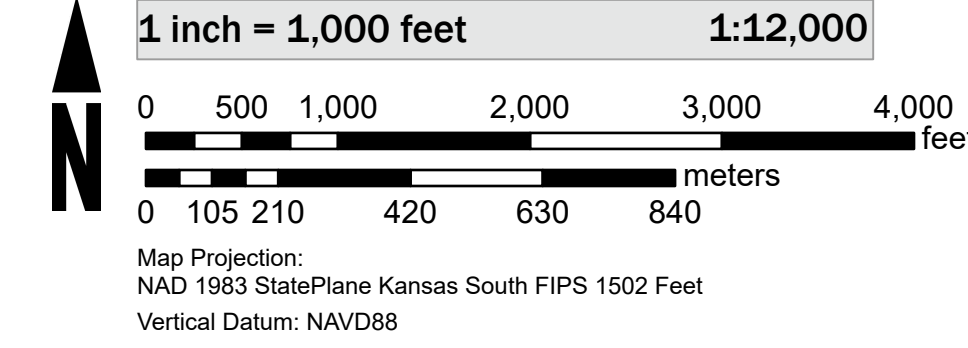 1 inch = 1,000 feet 1:12,000
0 500 1,000 2,000 3,000 4,000
feet
meters
0 105 210 420 630 840
N
Map Projection:
NAD 1983 StatePlane Kansas South FIPS 1502 Feet
Vertical Datum: NAVD88